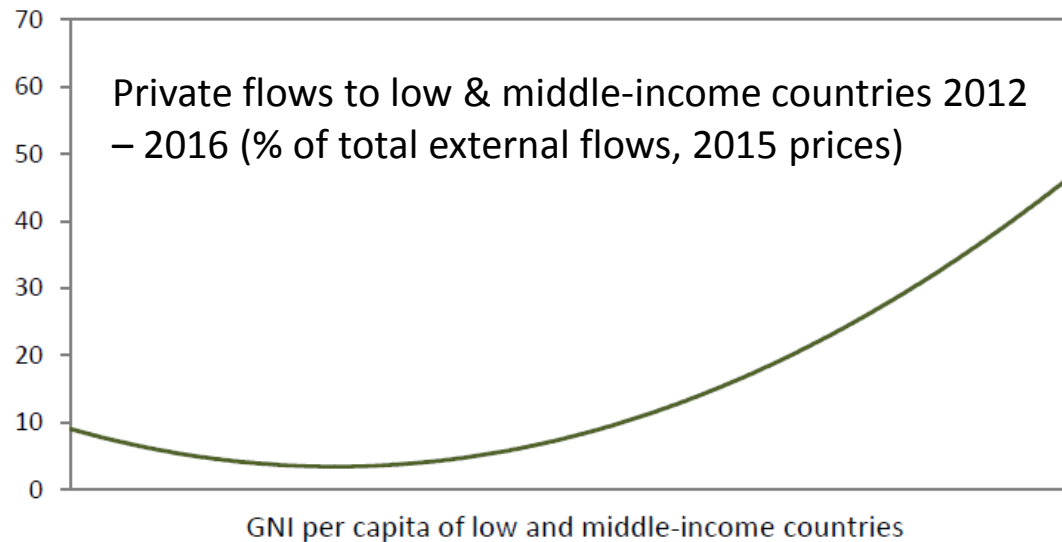 70
60
Private flows to low & middle-income countries 2012
– 2016 (% of total external flows, 2015 prices)
50
40
30
20
10
0
GNI per capita of low and middle-income countries